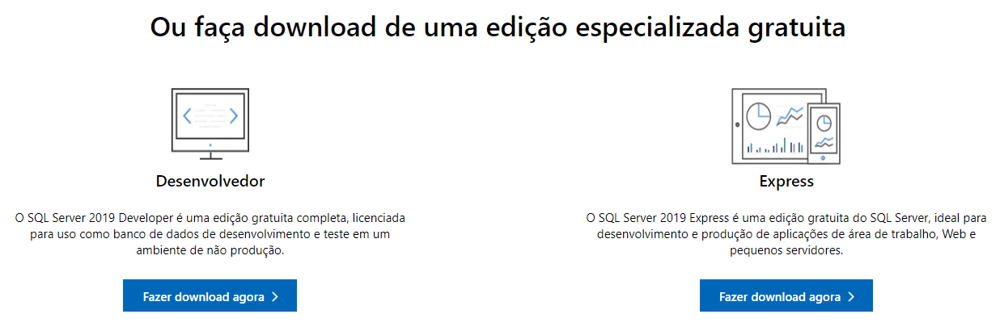 Ou faça download de uma edição especializada gratuita
Desenvolvedor
O SQL Server 2019 Developer é uma edição gratuita completa, licenciada
para uso como banco de dados de desenvolvimento e teste em um
ambiente de não produção.
Fazer download agora
Express
O SQL Server 2019 Express é uma edição gratuita do SQL Server, ideal para
desenvolvimento e produção de aplicações de área de trabalho, Web e
pequenos servidores.
Fazer download agora